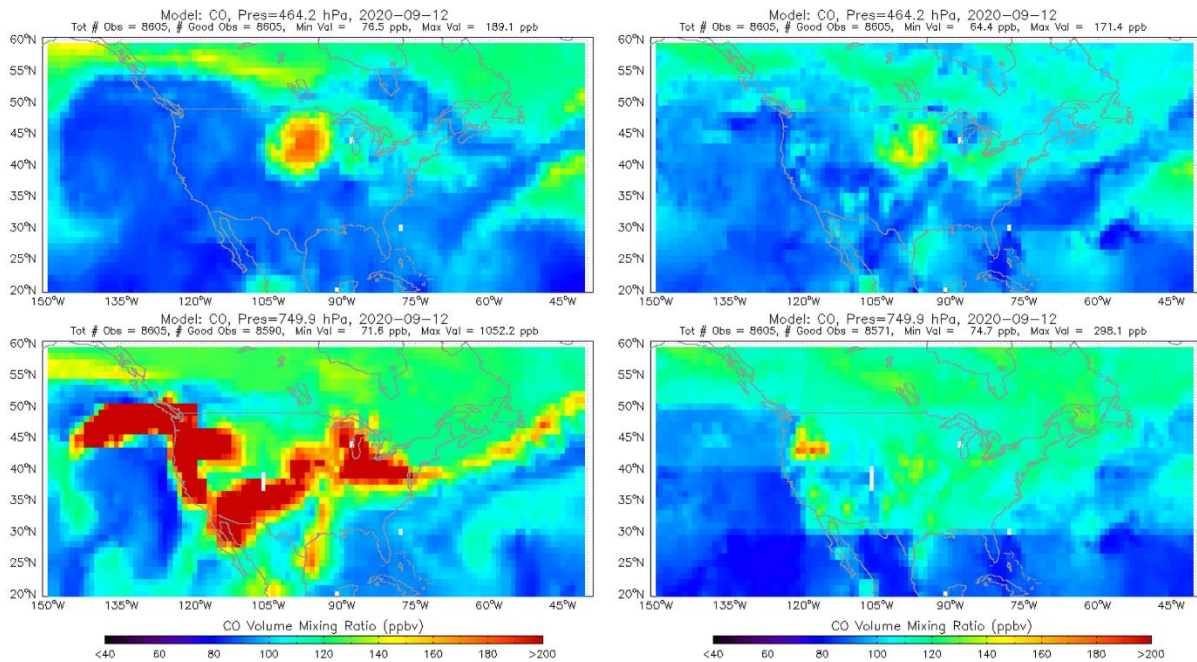 Model: CO, Pres=464.2 hPa, 2020-09-12
Tot # Obs = 8605, # Good Obs = 8605, Min Val = 76.5 ppb, Max Val = 189.1 ppb
60°N
55°N
50°N
45°N
40°N
35°N
30°N
25°N
20°N
150°W 135°W 120°W 105°W 90°W 75°W 60°W 45°W
Model: CO, Pres=464.2 hPa, 2020-09-12
Tot # Obs = 8605, # Good Obs = 8605, Min Val = 64.4 ppb, Max Val = 171.4 ppb
60°N
55°N
50°N
45°N
40°N
35°N
30°N
25°N
20°N
150°W 135°W 120°W 105°W 90°W 75°W 60°W 45°W
Model: CO, Pres=749.9 hPa, 2020-09-12
Tot # Obs = 8605, # Good Obs = 8590, Min Val = 71.6 ppb, Max Val = 1052.2 ppb
60°N
55°N
50°N
45°N
40°N
35°N
30°N
25°N
20°N
150°W 135°W 120°W 105°W 90°W 75°W 60°W 45°W
CO Volume Mixing Ratio (ppbv)
<40 60 80 100 120 140 160 180 >200
Model: CO, Pres=749.9 hPa, 2020-09-12
Tot # Obs = 8605, # Good Obs = 8571, Min Val = 74.7 ppb, Max Val = 298.1 ppb
60°N
55°N
50°N
45°N
40°N
35°N
30°N
25°N
20°N
150°W 135°W 120°W 105°W 90°W 75°W 60°W 45°W
CO Volume Mixing Ratio (ppbv)
<40 60 80 100 120 140 160 180 >200